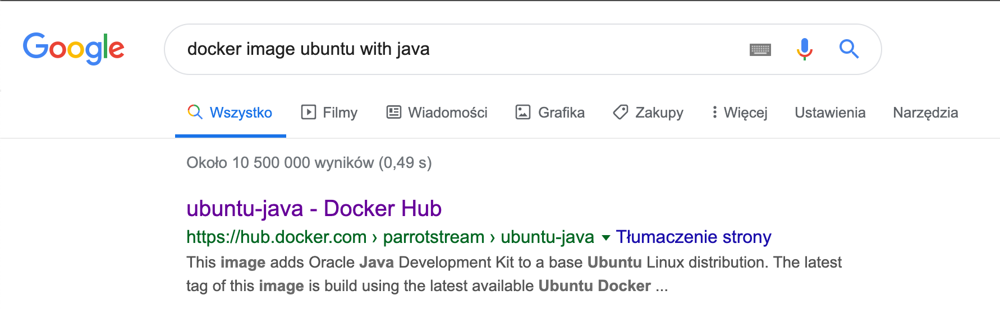 Google
docker image ubuntu with java
Wszystko Filmy Wiadomości Grafika Zakupy Więcej Ustawienia Narzędzia
Około 10 500 000 wyników (0,49 s)
ubuntu-java - Docker Hub
https://hub.docker.com › parrotstream › ubuntu-java Tłumaczenie strony
This image adds Oracle Java Development Kit to a base Ubuntu Linux distribution. The latest
tag of this image is build using the latest available Ubuntu Docker ...